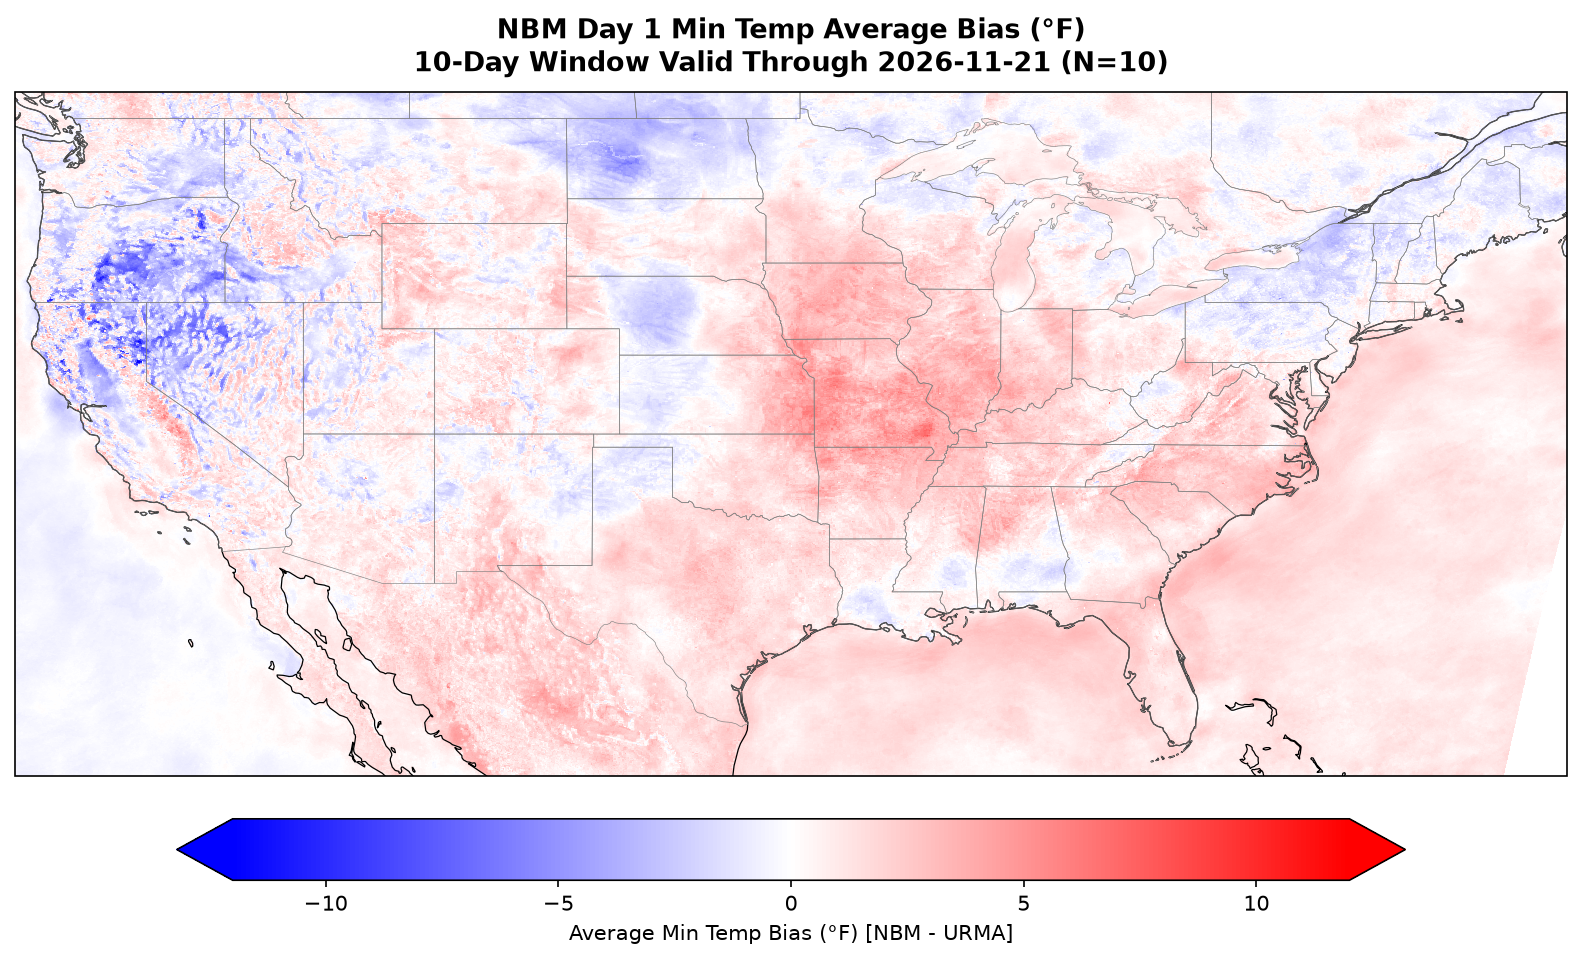 NBM Day 1 Min Temp Average Bias (°F)
10-Day Window Valid Through 2026-11-21 (N=10)
−10 −5 0 5 10
Average Min Temp Bias (°F) [NBM - URMA]